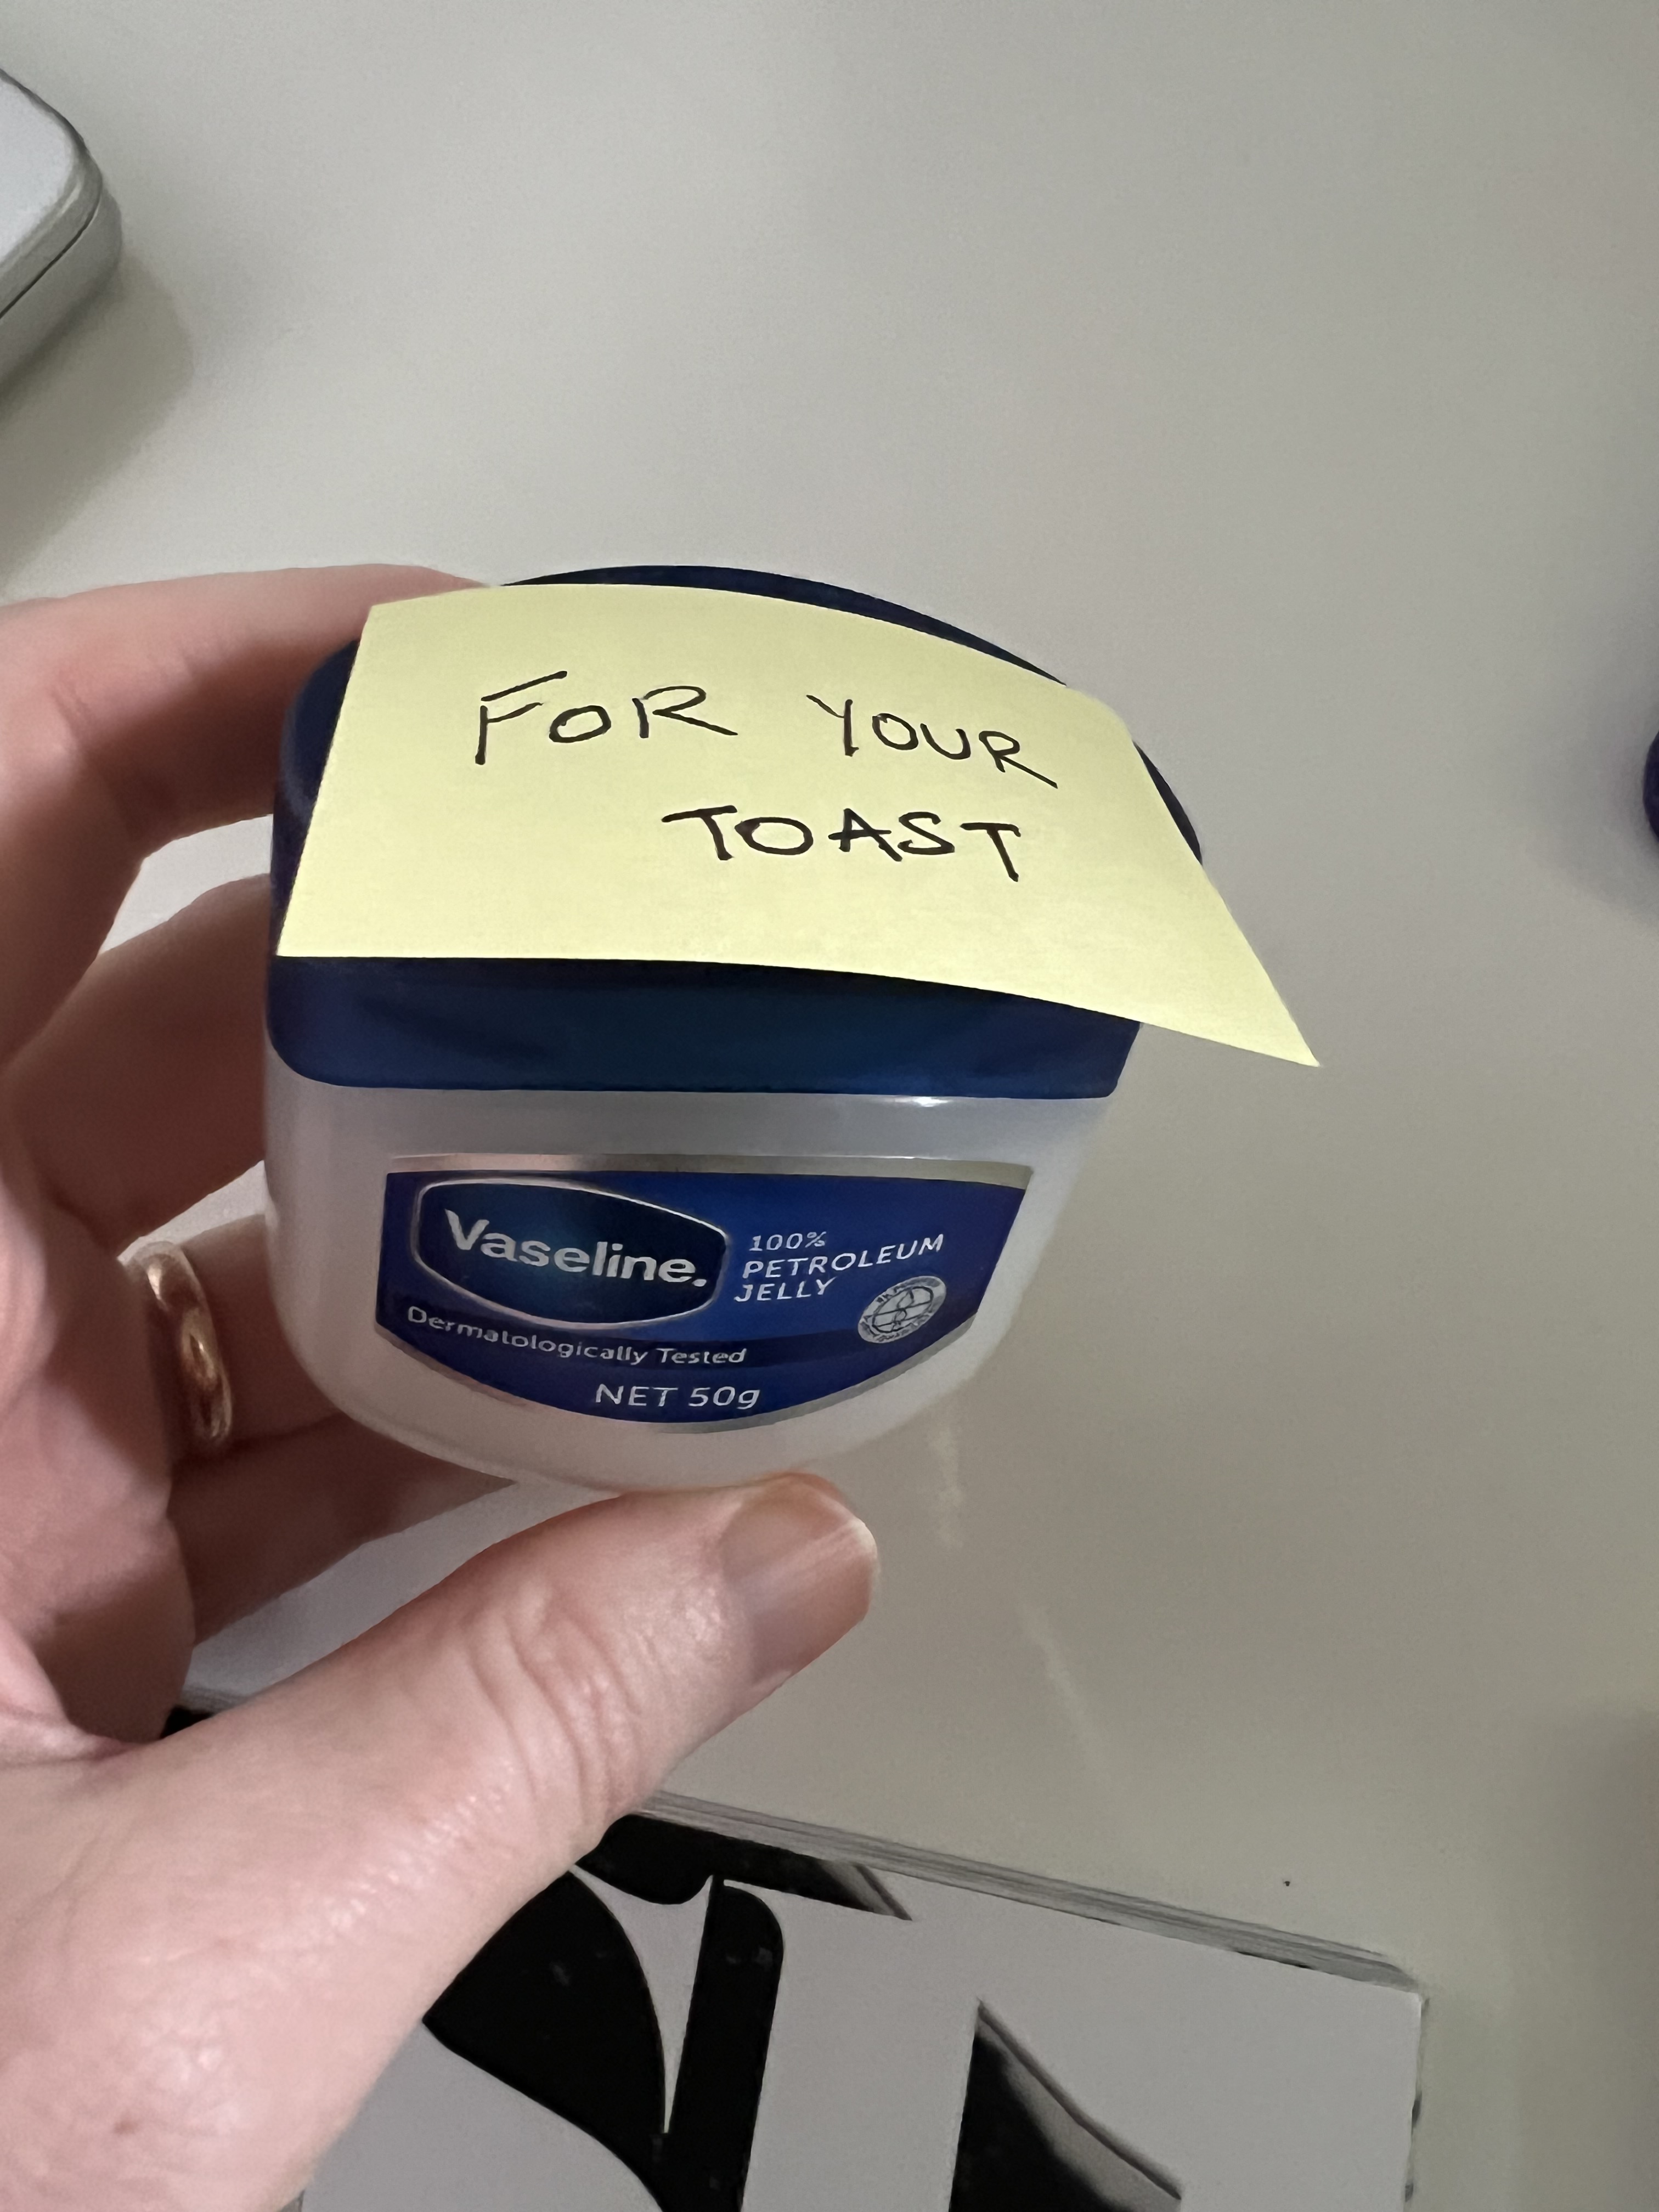 FOR YOUR
TOAST
Vaseline.
100%
PETROLEUM
JELLY
Dermatologically Tested
NET 50g